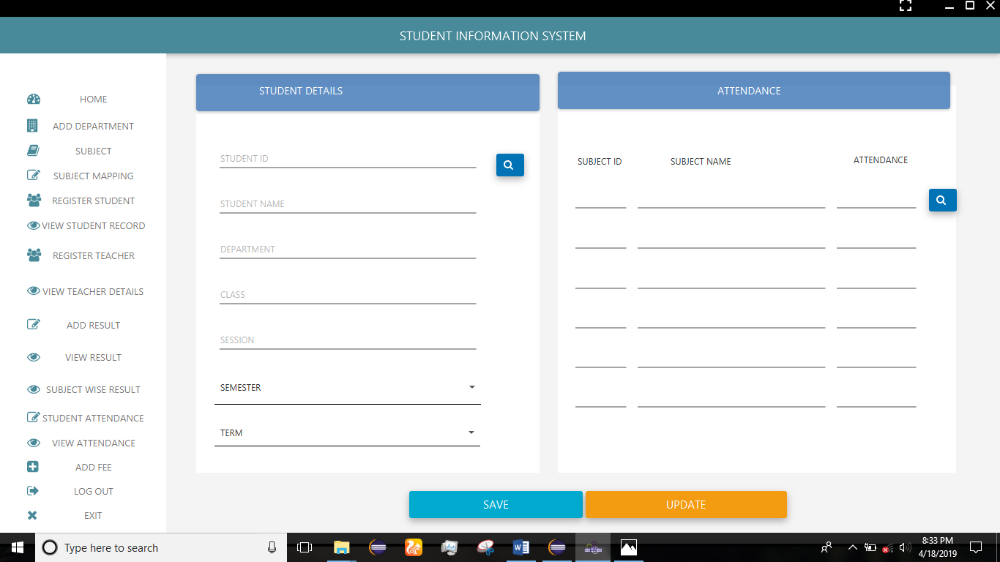 STUDENT INFORMATION SYSTEM
HOME
ADD DEPARTMENT
SUBJECT
SUBJECT MAPPING
REGISTER STUDENT
VIEW STUDENT RECORD
REGISTER TEACHER
VIEW TEACHER DETAILS
ADD RESULT
VIEW RESULT
SUBJECT WISE RESULT
STUDENT ATTENDANCE
VIEW ATTENDANCE
ADD FEE
LOG OUT
EXIT
STUDENT DETAILS
STUDENT ID
STUDENT NAME
DEPARTMENT
CLASS
SESSION
SEMESTER
TERM
ATTENDANCE
SUBJECT ID SUBJECT NAME ATTENDANCE
SAVE UPDATE
Type here to search
8:33 PM
4/18/2019